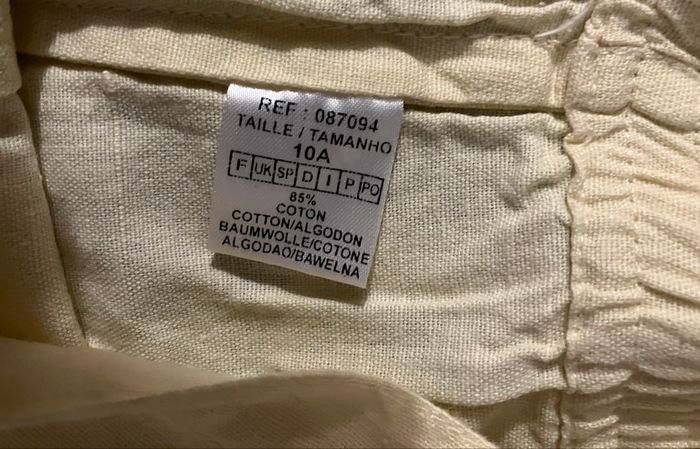 REF : 087094
TAILLE / TAMANHO
10A
F UK SP D I P PO
85%
COTON
COTTON/ALGODON
BAUMWOLLE/COTONE
ALGODAO/BAWELNA